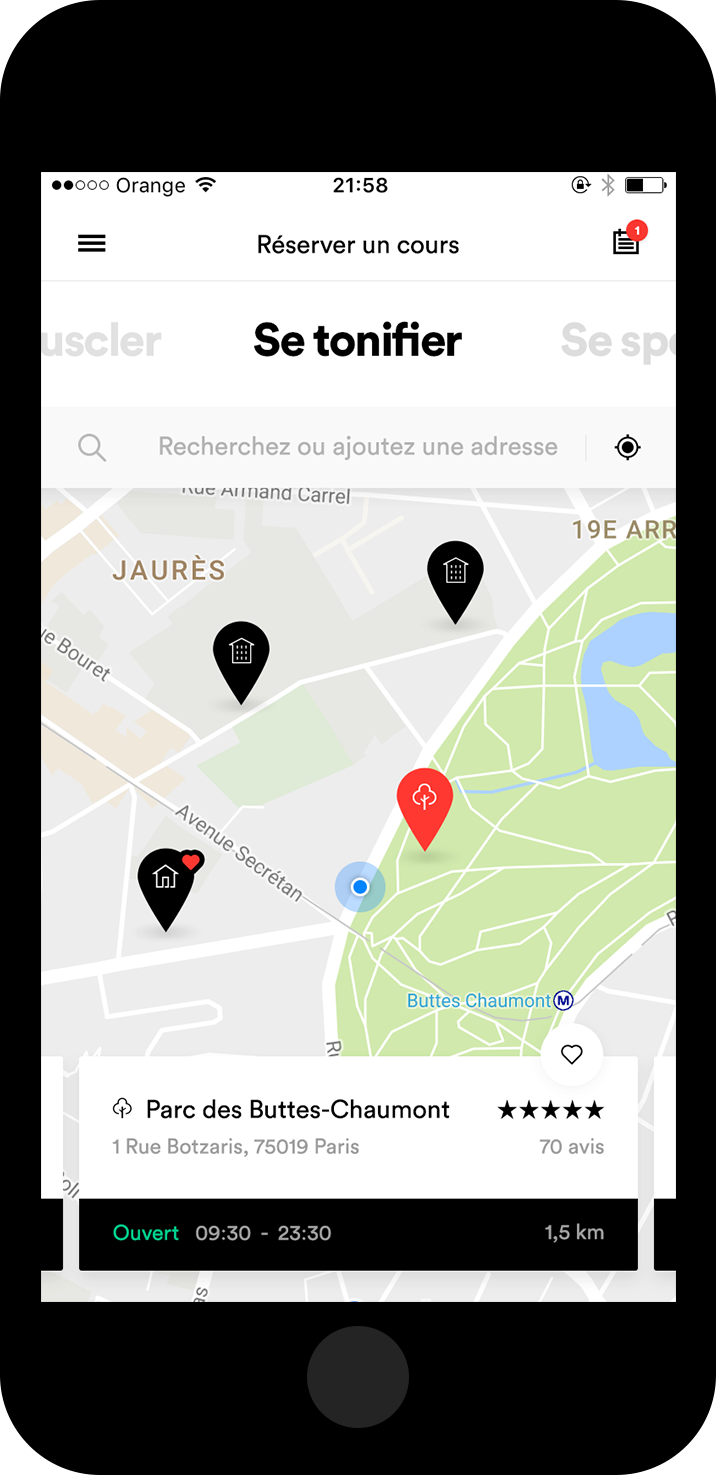 Orange 21:58
Réserver un cours 1
uscler Se tonifier Se spé
Recherchez ou ajoutez une adresse
Rue Armand Carrel
19E ARR
JAURÈS
ue Bouret
Avenue Secrétan
Buttes Chaumont M
Parc des Buttes-Chaumont ★★★★★
1 Rue Botzaris, 75019 Paris 70 avis
Ouvert 09:30 - 23:30 1,5 km